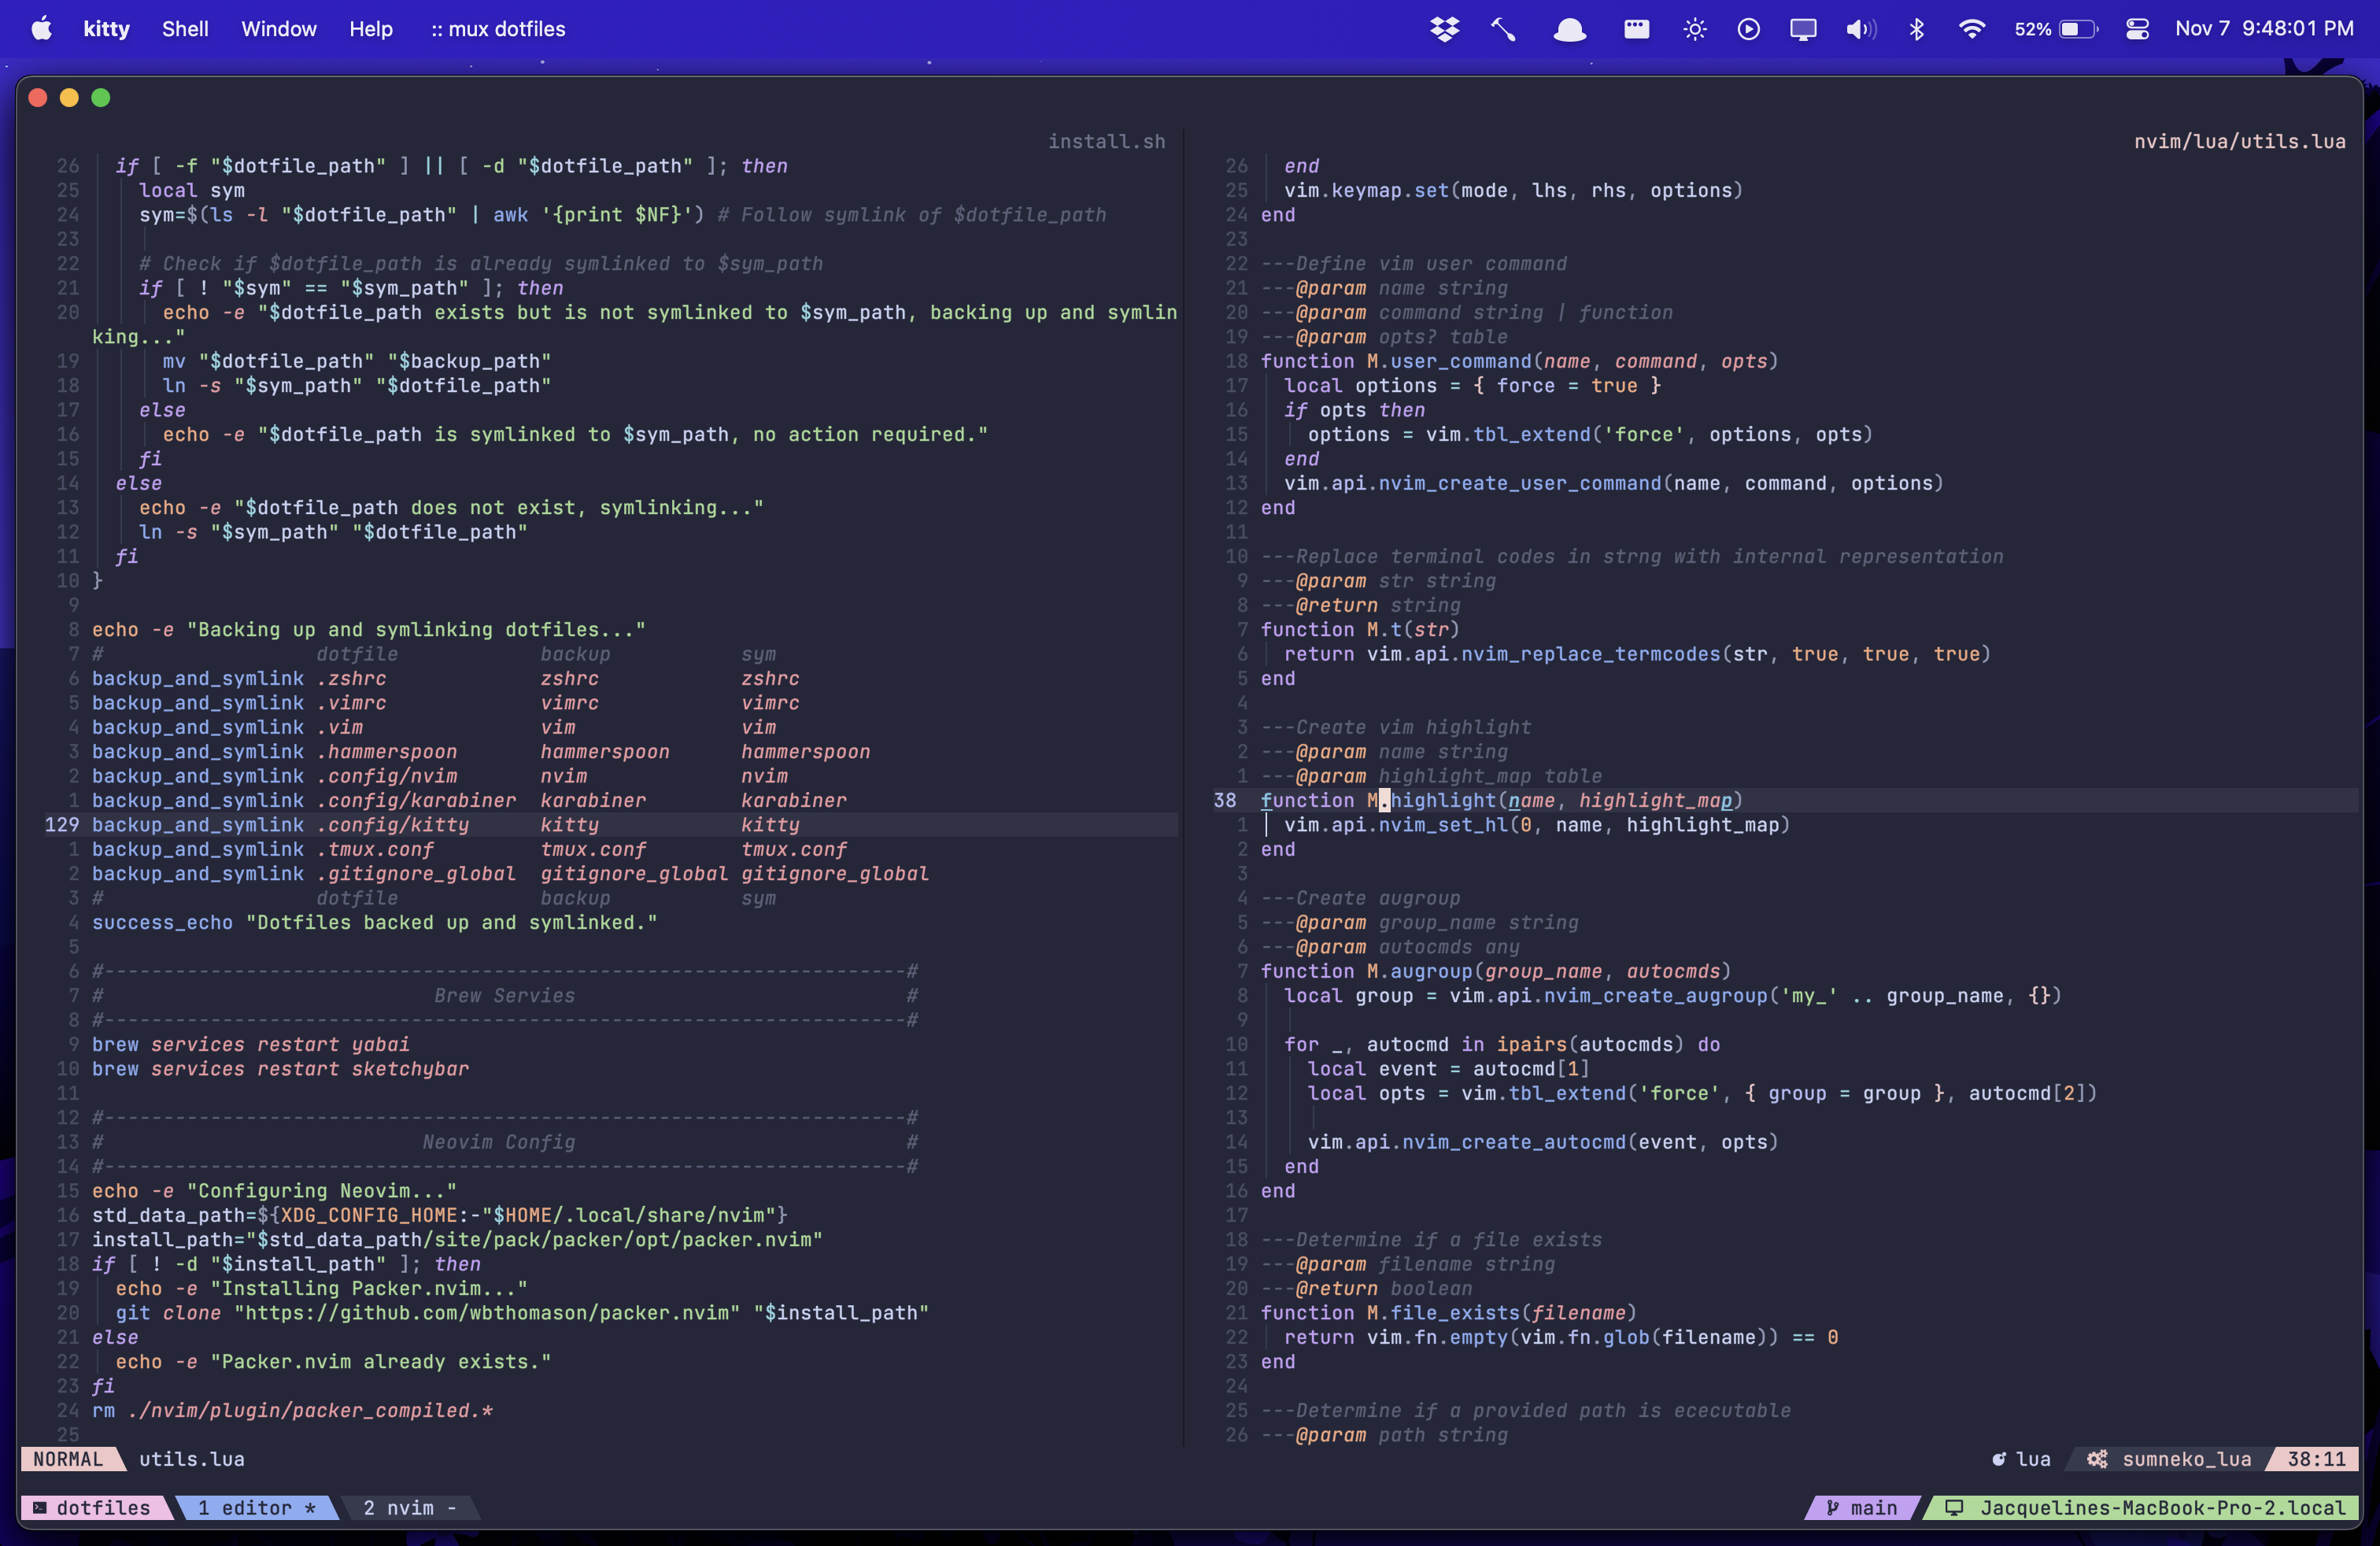 kitty Shell Window Help :: mux dotfiles 52% Nov 7 9:48:01 PM
install.sh
26 if [ -f "$dotfile_path" ] || [ -d "$dotfile_path" ]; then
25 local sym
24 sym=$(ls -l "$dotfile_path" | awk '{print $NF}') # Follow symlink of $dotfile_path
23
22 # Check if $dotfile_path is already symlinked to $sym_path
21 if [ ! "$sym" == "$sym_path" ]; then
20 echo -e "$dotfile_path exists but is not symlinked to $sym_path, backing up and symlin
king..."
19 mv "$dotfile_path" "$backup_path"
18 ln -s "$sym_path" "$dotfile_path"
17 else
16 echo -e "$dotfile_path is symlinked to $sym_path, no action required."
15 fi
14 else
13 echo -e "$dotfile_path does not exist, symlinking..."
12 ln -s "$sym_path" "$dotfile_path"
11 fi
10 }
9
8 echo -e "Backing up and symlinking dotfiles..."
7 # dotfile backup sym
6 backup_and_symlink .zshrc zshrc zshrc
5 backup_and_symlink .vimrc vimrc vimrc
4 backup_and_symlink .vim vim vim
3 backup_and_symlink .hammerspoon hammerspoon hammerspoon
2 backup_and_symlink .config/nvim nvim nvim
1 backup_and_symlink .config/karabiner karabiner karabiner
129 backup_and_symlink .config/kitty kitty kitty
1 backup_and_symlink .tmux.conf tmux.conf tmux.conf
2 backup_and_symlink .gitignore_global gitignore_global gitignore_global
3 # dotfile backup sym
4 success_echo "Dotfiles backed up and symlinked."
5
6 #--------------------------------------------------------------------#
7 # Brew Servies #
8 #--------------------------------------------------------------------#
9 brew services restart yabai
10 brew services restart sketchybar
11
12 #--------------------------------------------------------------------#
13 # Neovim Config #
14 #--------------------------------------------------------------------#
15 echo -e "Configuring Neovim..."
16 std_data_path=${XDG_CONFIG_HOME:-"$HOME/.local/share/nvim"}
17 install_path="$std_data_path/site/pack/packer/opt/packer.nvim"
18 if [ ! -d "$install_path" ]; then
19 echo -e "Installing Packer.nvim..."
20 git clone "https://github.com/wbthomason/packer.nvim" "$install_path"
21 else
22 echo -e "Packer.nvim already exists."
23 fi
24 rm ./nvim/plugin/packer_compiled.*
25
nvim/lua/utils.lua
26 end
25 vim.keymap.set(mode, lhs, rhs, options)
24 end
23
22 ---Define vim user command
21 ---@param name string
20 ---@param command string | function
19 ---@param opts? table
18 function M.user_command(name, command, opts)
17 local options = { force = true }
16 if opts then
15 options = vim.tbl_extend('force', options, opts)
14 end
13 vim.api.nvim_create_user_command(name, command, options)
12 end
11
10 ---Replace terminal codes in strng with internal representation
9 ---@param str string
8 ---@return string
7 function M.t(str)
6 return vim.api.nvim_replace_termcodes(str, true, true, true)
5 end
4
3 ---Create vim highlight
2 ---@param name string
1 ---@param highlight_map table
38 function M.highlight(name, highlight_map)
1 vim.api.nvim_set_hl(0, name, highlight_map)
2 end
3
4 ---Create augroup
5 ---@param group_name string
6 ---@param autocmds any
7 function M.augroup(group_name, autocmds)
8 local group = vim.api.nvim_create_augroup('my_' .. group_name, {})
9
10 for _, autocmd in ipairs(autocmds) do
11 local event = autocmd[1]
12 local opts = vim.tbl_extend('force', { group = group }, autocmd[2])
13
14 vim.api.nvim_create_autocmd(event, opts)
15 end
16 end
17
18 ---Determine if a file exists
19 ---@param filename string
20 ---@return boolean
21 function M.file_exists(filename)
22 return vim.fn.empty(vim.fn.glob(filename)) == 0
23 end
24
25 ---Determine if a provided path is ececutable
26 ---@param path string
NORMAL utils.lua lua sumneko_lua 38:11
dotfiles 1 editor * 2 nvim - main Jacquelines-MacBook-Pro-2.local